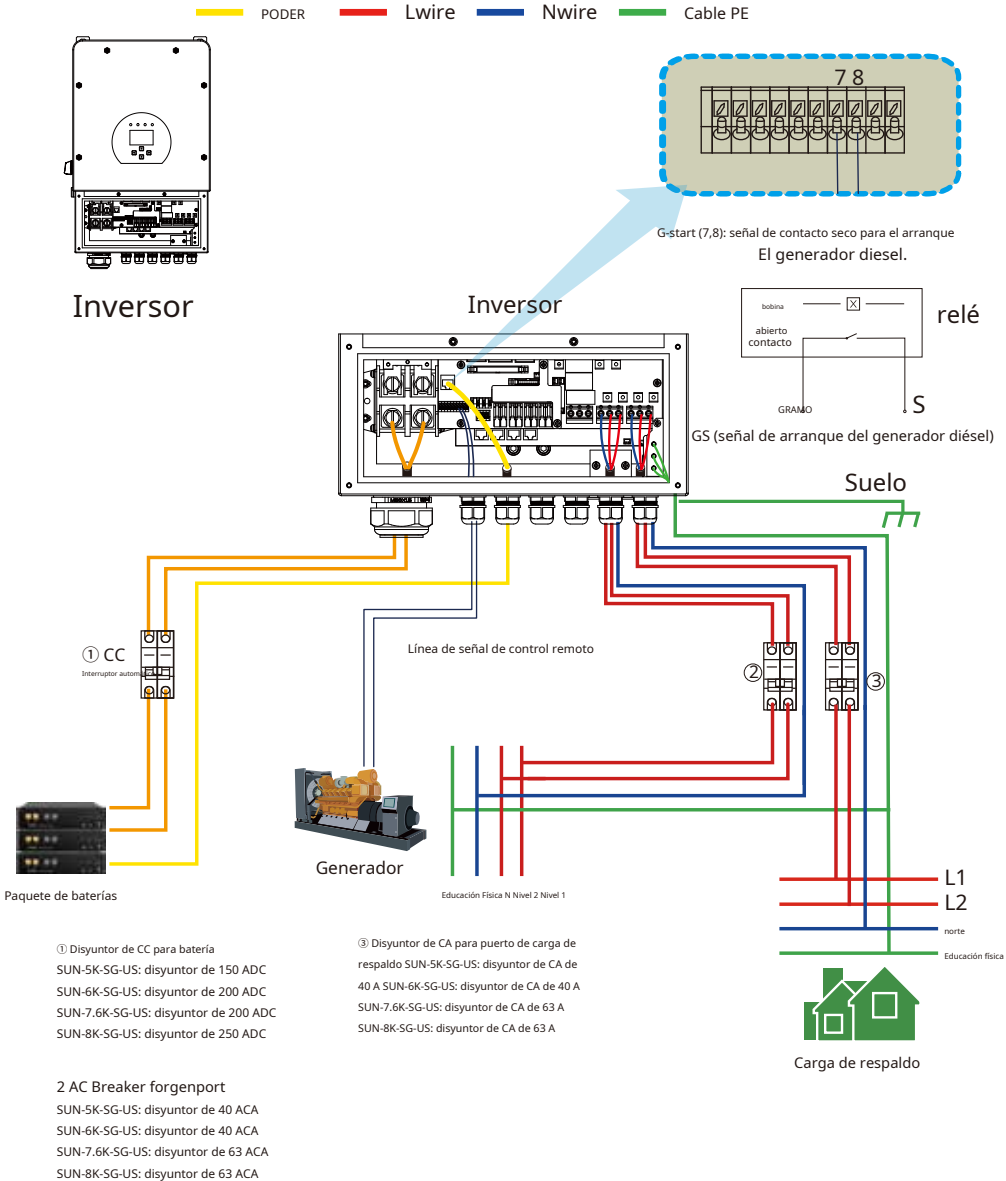 PODER
Lwire
Nwire
Cable PE
7 8
G-start (7,8): señal de contacto seco para el arranque
El generador diesel.
Inversor
Inversor
bobina
abierto
contacto
relé
GRAMO
S
GS (señal de arranque del generador diésel)
Suelo
① CC
Interruptor automático
Línea de señal de control remoto
②
③
Generador
Paquete de baterías
Educación Física N Nivel 2 Nivel 1
L1
L2
norte
Educación física
Carga de respaldo
① Disyuntor de CC para batería
SUN-5K-SG-US: disyuntor de 150 ADC
SUN-6K-SG-US: disyuntor de 200 ADC
SUN-7.6K-SG-US: disyuntor de 200 ADC
SUN-8K-SG-US: disyuntor de 250 ADC
③ Disyuntor de CA para puerto de carga de
respaldo SUN-5K-SG-US: disyuntor de CA de
40 A SUN-6K-SG-US: disyuntor de CA de 40 A
SUN-7.6K-SG-US: disyuntor de CA de 63 A
SUN-8K-SG-US: disyuntor de CA de 63 A
2 AC Breaker forgenport
SUN-5K-SG-US: disyuntor de 40 ACA
SUN-6K-SG-US: disyuntor de 40 ACA
SUN-7.6K-SG-US: disyuntor de 63 ACA
SUN-8K-SG-US: disyuntor de 63 ACA